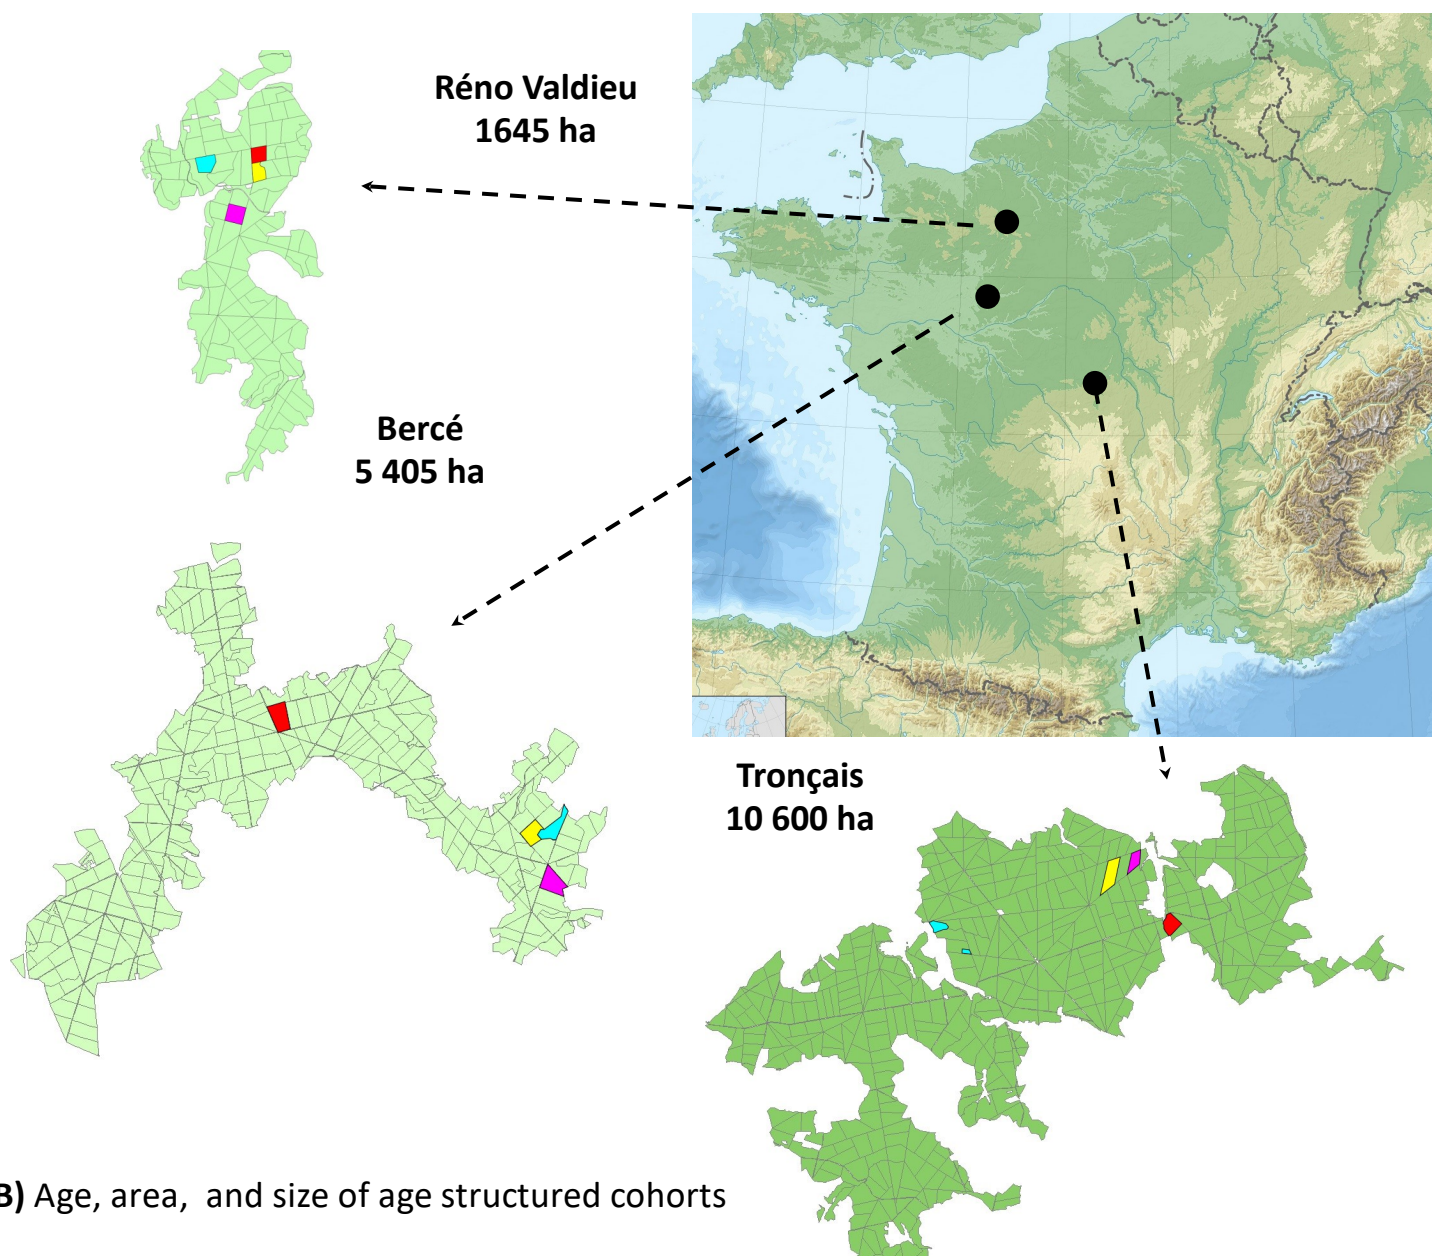 Réno Valdieu
1645 ha
Bercé
5 405 ha
Tronçais
10 600 ha
B) Age, area, and size of age structured cohorts